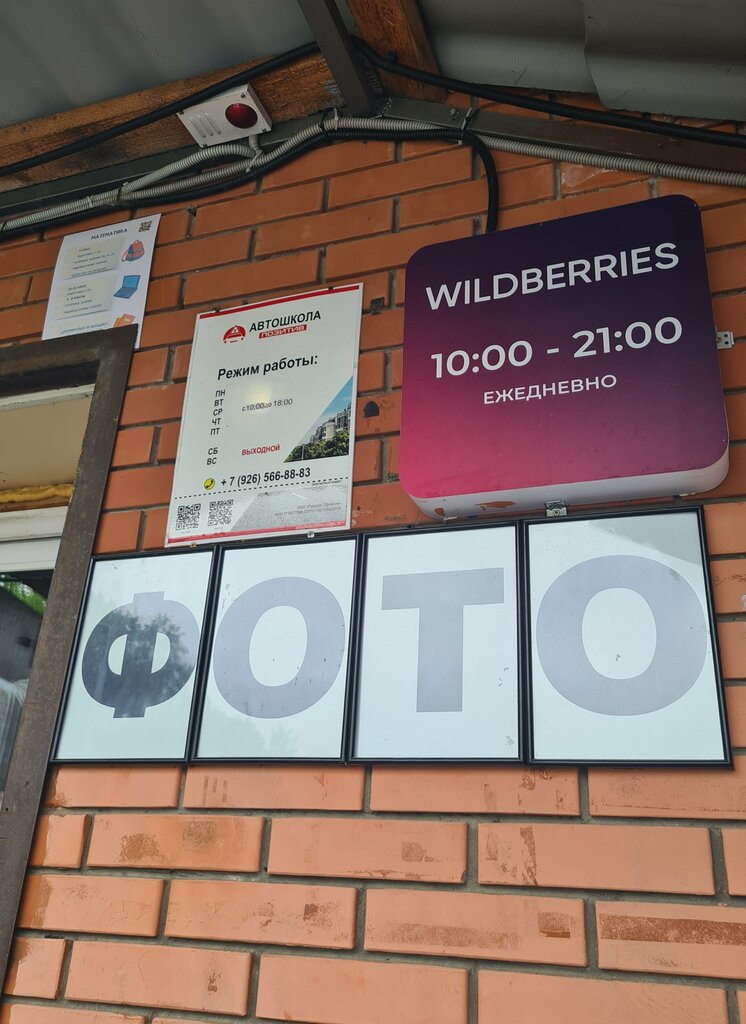 МАТЕМАТИКА
АВТОШКОЛА
ПОЗИТИВ
Режим работы:
ПН
ВТ
СР с 10:00 до 18:00
ЧТ
ПТ
СБ ВЫХОДНОЙ
ВС
+ 7 (926) 566-88-83
WILDBERRIES
10:00 - 21:00
ЕЖЕДНЕВНО
ФОТО